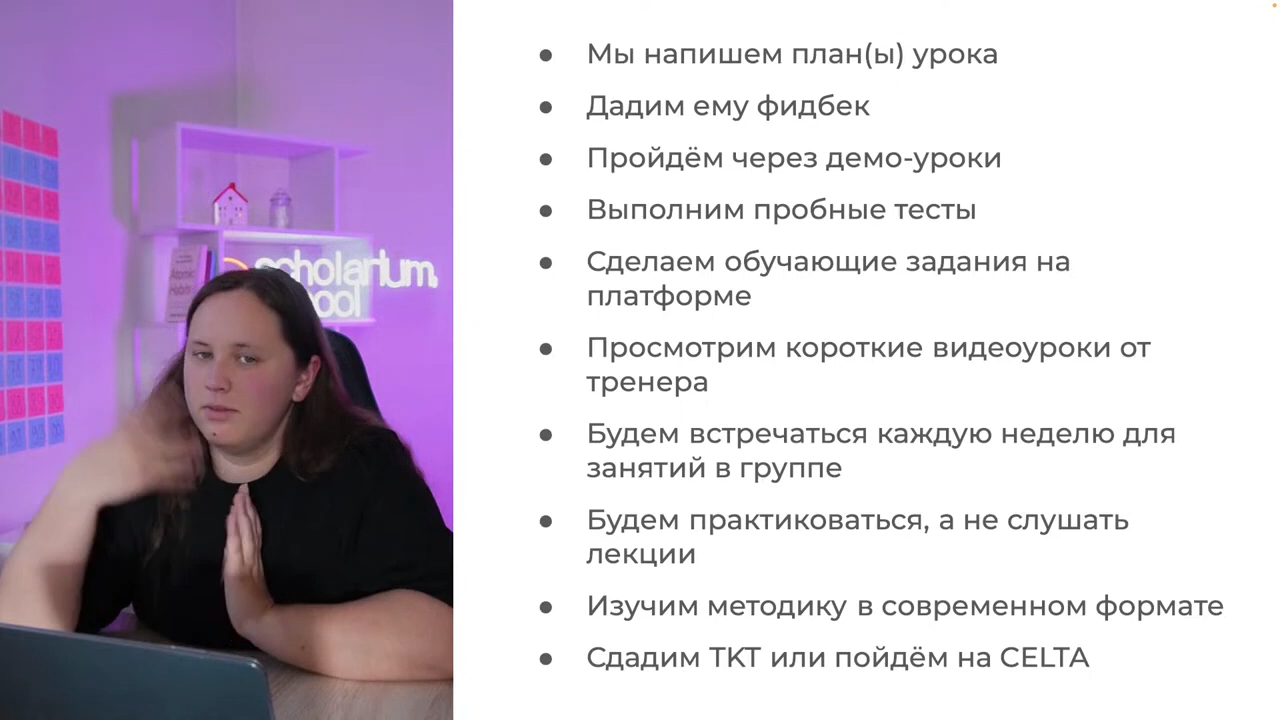 scholarium.
Atomic
Мы напишем план(ы) урока
Дадим ему фидбек
Пройдём через демо-уроки
Выполним пробные тесты
Сделаем обучающие задания на
платформе
Просмотрим короткие видеоуроки от
тренера
Будем встречаться каждую неделю для
занятий в группе
Будем практиковаться, а не слушать
лекции
Изучим методику в современном формате
Сдадим TKT или пойдём на CELTA